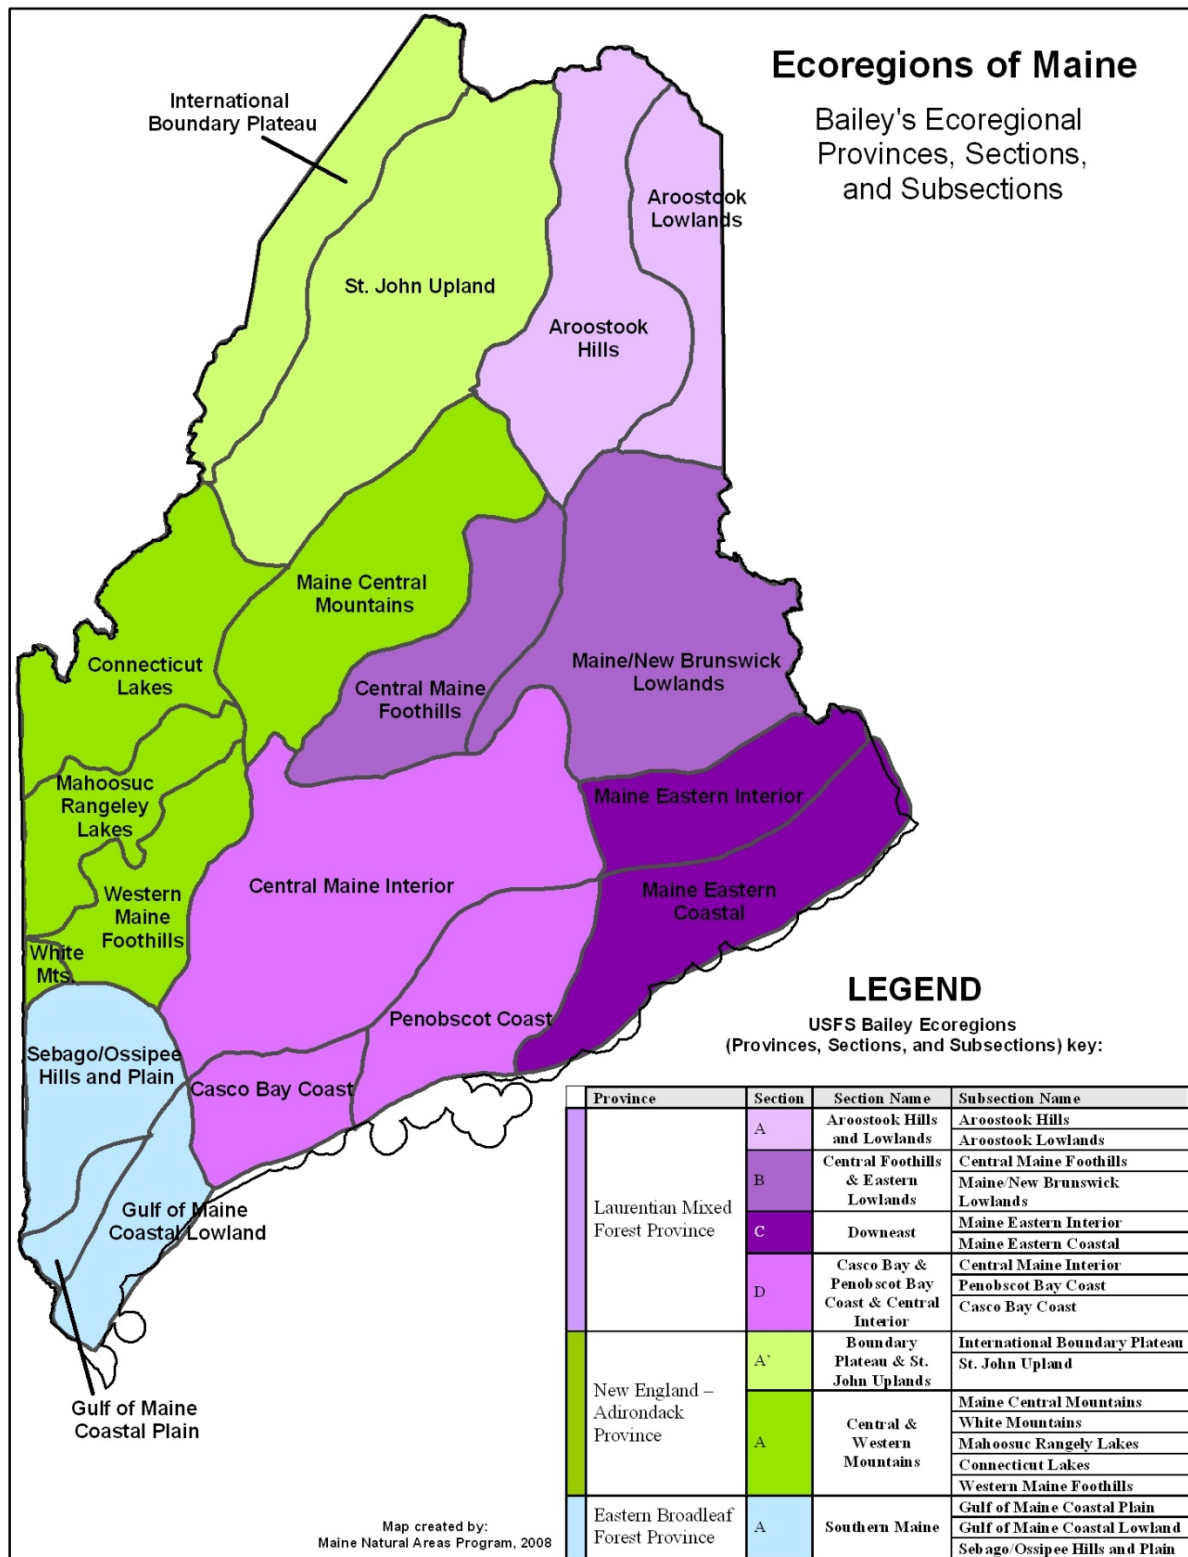 Ecoregions of Maine
Bailey's Ecoregional
Provinces, Sections,
and Subsections
International
Boundary Plateau
Aroostook
Lowlands
St. John Upland
Aroostook
Hills
Maine Central
Mountains
Connecticut
Lakes
Central Maine
Foothills
Maine/New Brunswick
Lowlands
Mahoosuc
Rangeley
Lakes
Maine Eastern Interior
Western
Maine
Foothills
Central Maine Interior
Maine Eastern
Coastal
White
Mts.
Penobscot Coast
Sebago/Ossipee
Hills and Plain
Casco Bay Coast
Gulf of Maine
Coastal Lowland
Gulf of Maine
Coastal Plain
LEGEND
USFS Bailey Ecoregions
(Provinces, Sections, and Subsections) key:
Province Section Section Name Subsection Name
Laurentian Mixed
Forest Province
A
Aroostook Hills
and Lowlands
Aroostook Hills
Aroostook Lowlands
B
Central Foothills
& Eastern
Lowlands
Central Maine Foothills
Maine/New Brunswick
Lowlands
C
Downeast
Maine Eastern Interior
Maine Eastern Coastal
D
Casco Bay &
Penobscot Bay
Coast & Central
Interior
Central Maine Interior
Penobscot Bay Coast
Casco Bay Coast
New England –
Adirondack
Province
A`
Boundary
Plateau & St.
John Uplands
International Boundary Plateau
St. John Upland
A
Central &
Western
Mountains
Maine Central Mountains
White Mountains
Mahoosuc Rangely Lakes
Connecticut Lakes
Western Maine Foothills
Eastern Broadleaf
Forest Province
A
Southern Maine
Gulf of Maine Coastal Plain
Gulf of Maine Coastal Lowland
Sebago/Ossipee Hills and Plain
Map created by:
Maine Natural Areas Program, 2008